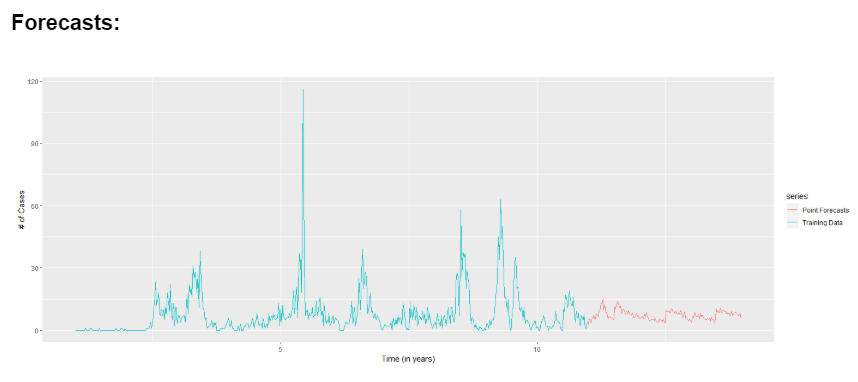 Forecasts:
120
90
60
30
0
# of Cases
5
10
Time (in years)
series
Point Forecasts
Training Data